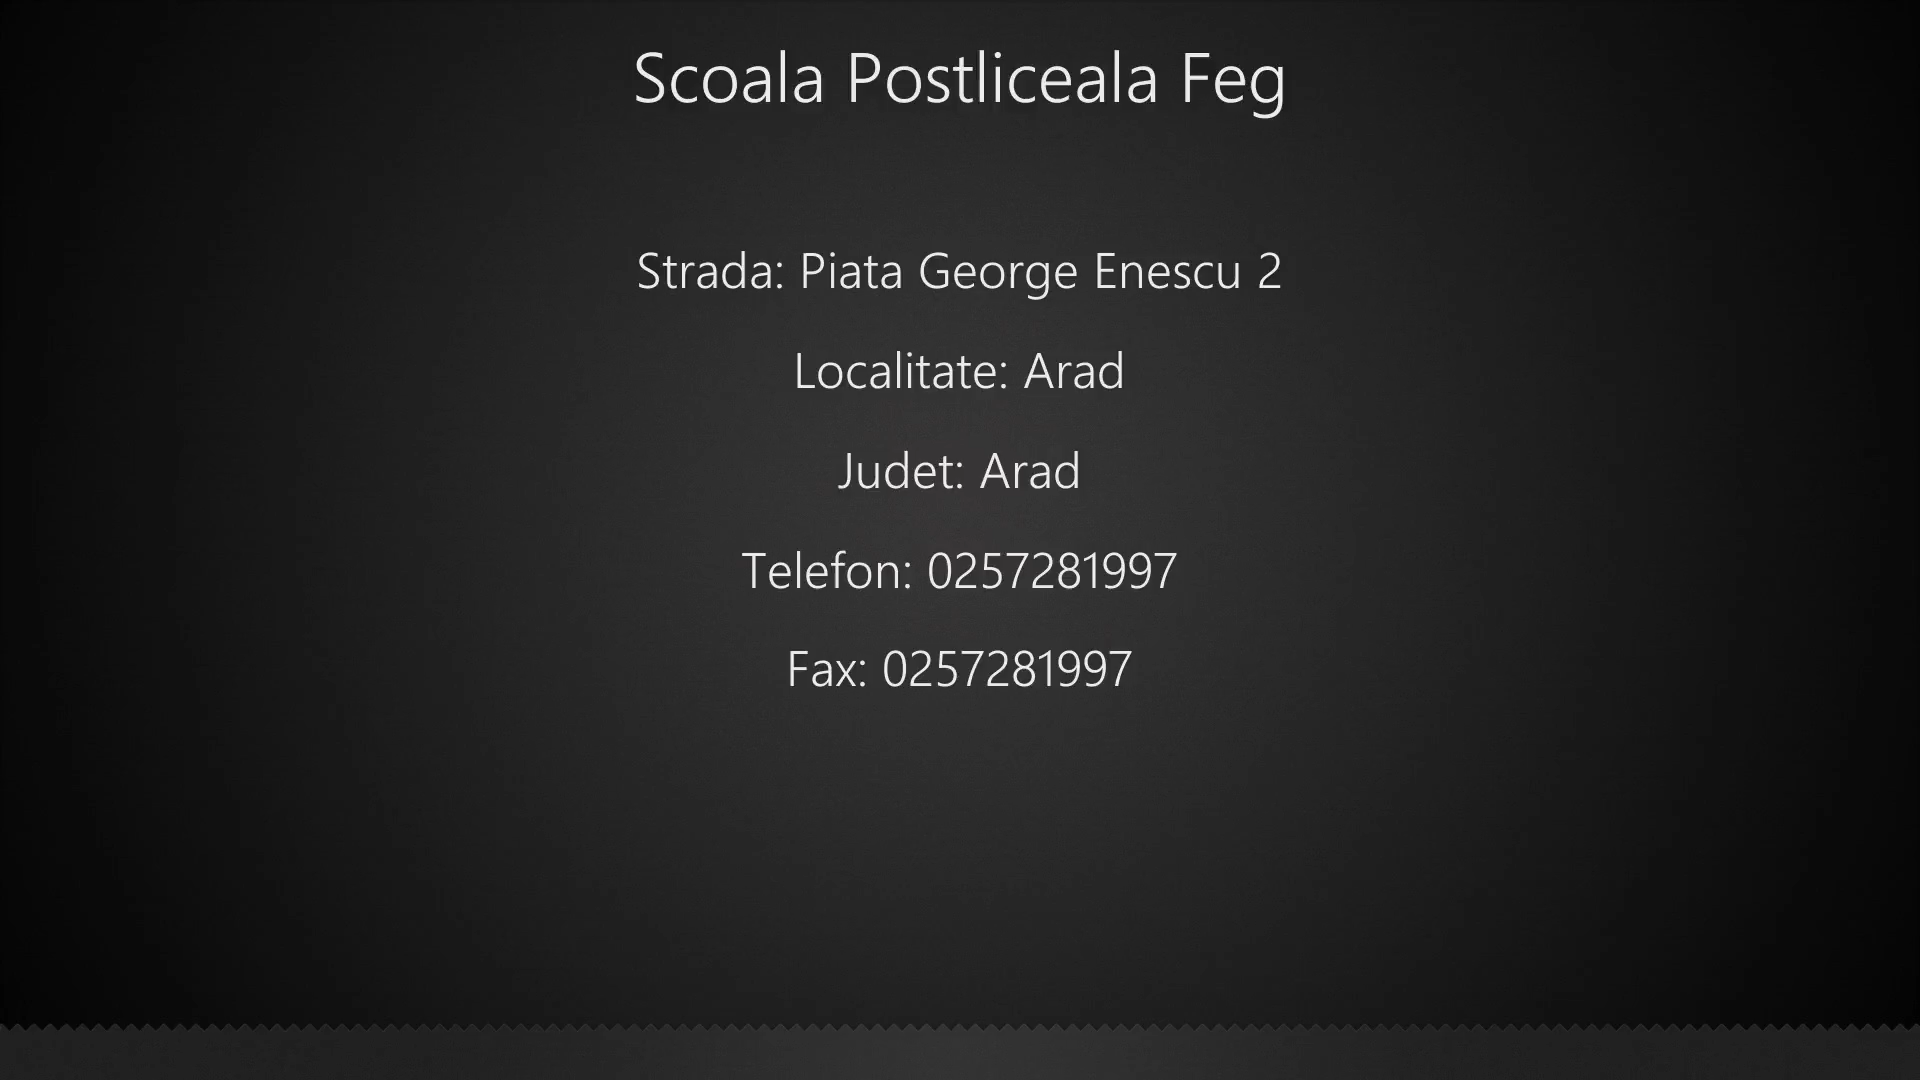 Scoala Postliceala Feg
Strada: Piata George Enescu 2
Localitate: Arad
Judet: Arad
Telefon: 0257281997
Fax: 0257281997